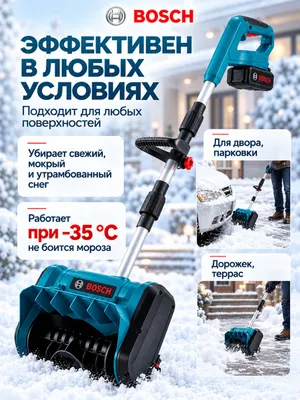 BOSCH
ЭФФЕКТИВЕН
В ЛЮБЫХ
УСЛОВИЯХ
Подходит для любых
поверхностей
Убирает свежий,
мокрый
и утрамбованный
снег
Работает
при -35 °C
не боится мороза
Для двора,
парковки
Дорожек,
террас
BOSCH